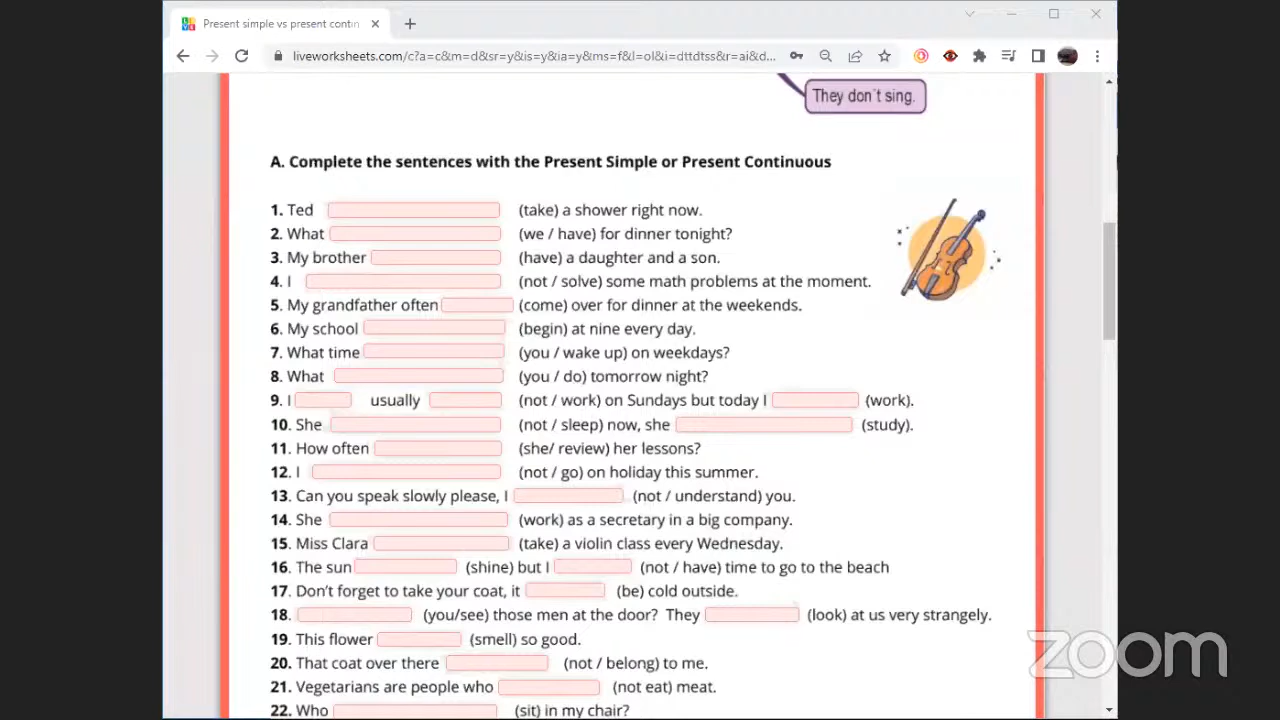 Present simple vs present contin
liveworksheets.com/c?a=c&m=d&sr=y&is=y&ia=y&ms=f&l=ol&i=dttdtss&r=ai&d...
They don´t sing.
A. Complete the sentences with the Present Simple or Present Continuous
1. Ted (take) a shower right now.
2. What (we / have) for dinner tonight?
3. My brother (have) a daughter and a son.
4. I (not / solve) some math problems at the moment.
5. My grandfather often (come) over for dinner at the weekends.
6. My school (begin) at nine every day.
7. What time (you / wake up) on weekdays?
8. What (you / do) tomorrow night?
9. I usually (not / work) on Sundays but today I (work).
10. She (not / sleep) now, she (study).
11. How often (she/ review) her lessons?
12. I (not / go) on holiday this summer.
13. Can you speak slowly please, I (not / understand) you.
14. She (work) as a secretary in a big company.
15. Miss Clara (take) a violin class every Wednesday.
16. The sun (shine) but I (not / have) time to go to the beach
17. Don’t forget to take your coat, it (be) cold outside.
18. (you/see) those men at the door? They (look) at us very strangely.
19. This flower (smell) so good.
20. That coat over there (not / belong) to me.
21. Vegetarians are people who (not eat) meat.
22. Who (sit) in my chair?
zoom